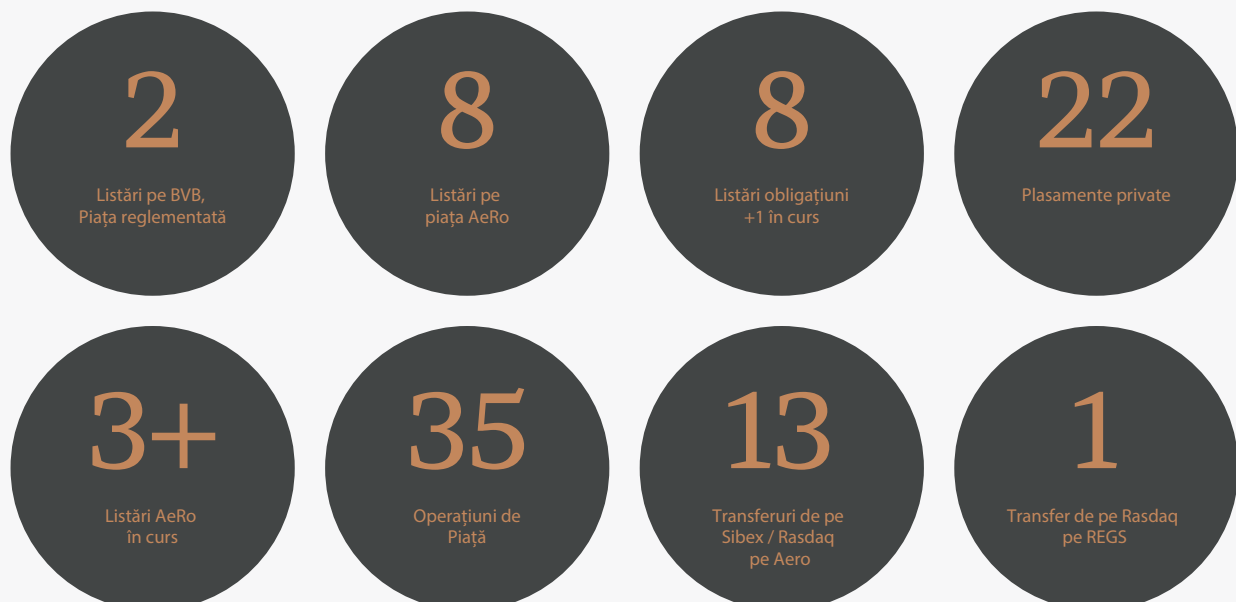 2
Listări pe BVB,
Piața reglementată
8
Listări pe
piața AeRo
8
Listări obligațiuni
+1 în curs
22
Plasamente private
3+
Listări AeRo
în curs
35
Operațiuni de
Piață
13
Transferuri de pe
Sibex / Rasdaq
pe Aero
1
Transfer de pe Rasdaq
pe REGS